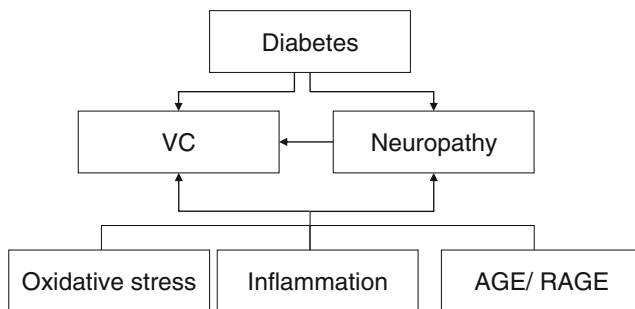 Diabetes
VC
Neuropathy
Oxidative stress
Inflammation
AGE/ RAGE